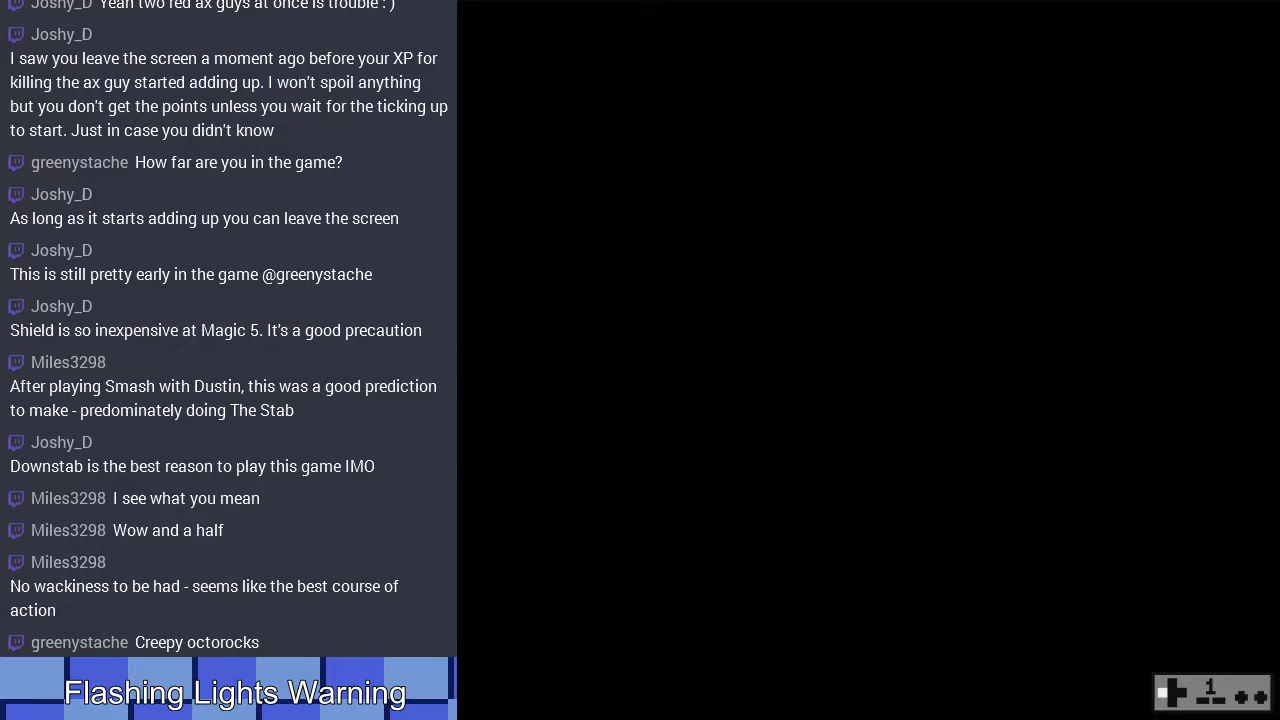 Joshy_D Yeah two red ax guys at once is trouble : )
Joshy_D
I saw you leave the screen a moment ago before your XP for
killing the ax guy started adding up. I won't spoil anything
but you don't get the points unless you wait for the ticking up
to start. Just in case you didn't know
greenystache How far are you in the game?
Joshy_D
As long as it starts adding up you can leave the screen
Joshy_D
This is still pretty early in the game @greenystache
Joshy_D
Shield is so inexpensive at Magic 5. It's a good precaution
Miles3298
After playing Smash with Dustin, this was a good prediction
to make - predominately doing The Stab
Joshy_D
Downstab is the best reason to play this game IMO
Miles3298 I see what you mean
Miles3298 Wow and a half
Miles3298
No wackiness to be had - seems like the best course of
action
greenystache Creepy octorocks
Flashing Lights Warning
1